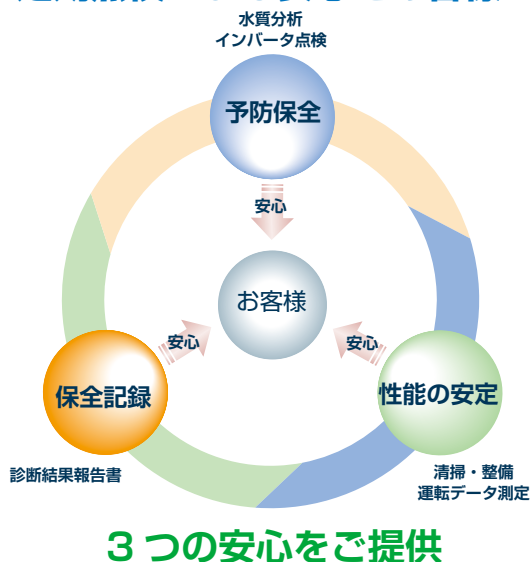 水質分析
インバータ点検
予防保全
安心
お客様
安心
安心
保全記録
性能の安定
診断結果報告書
清掃・整備
運転データ測定
3つの安心をご提供